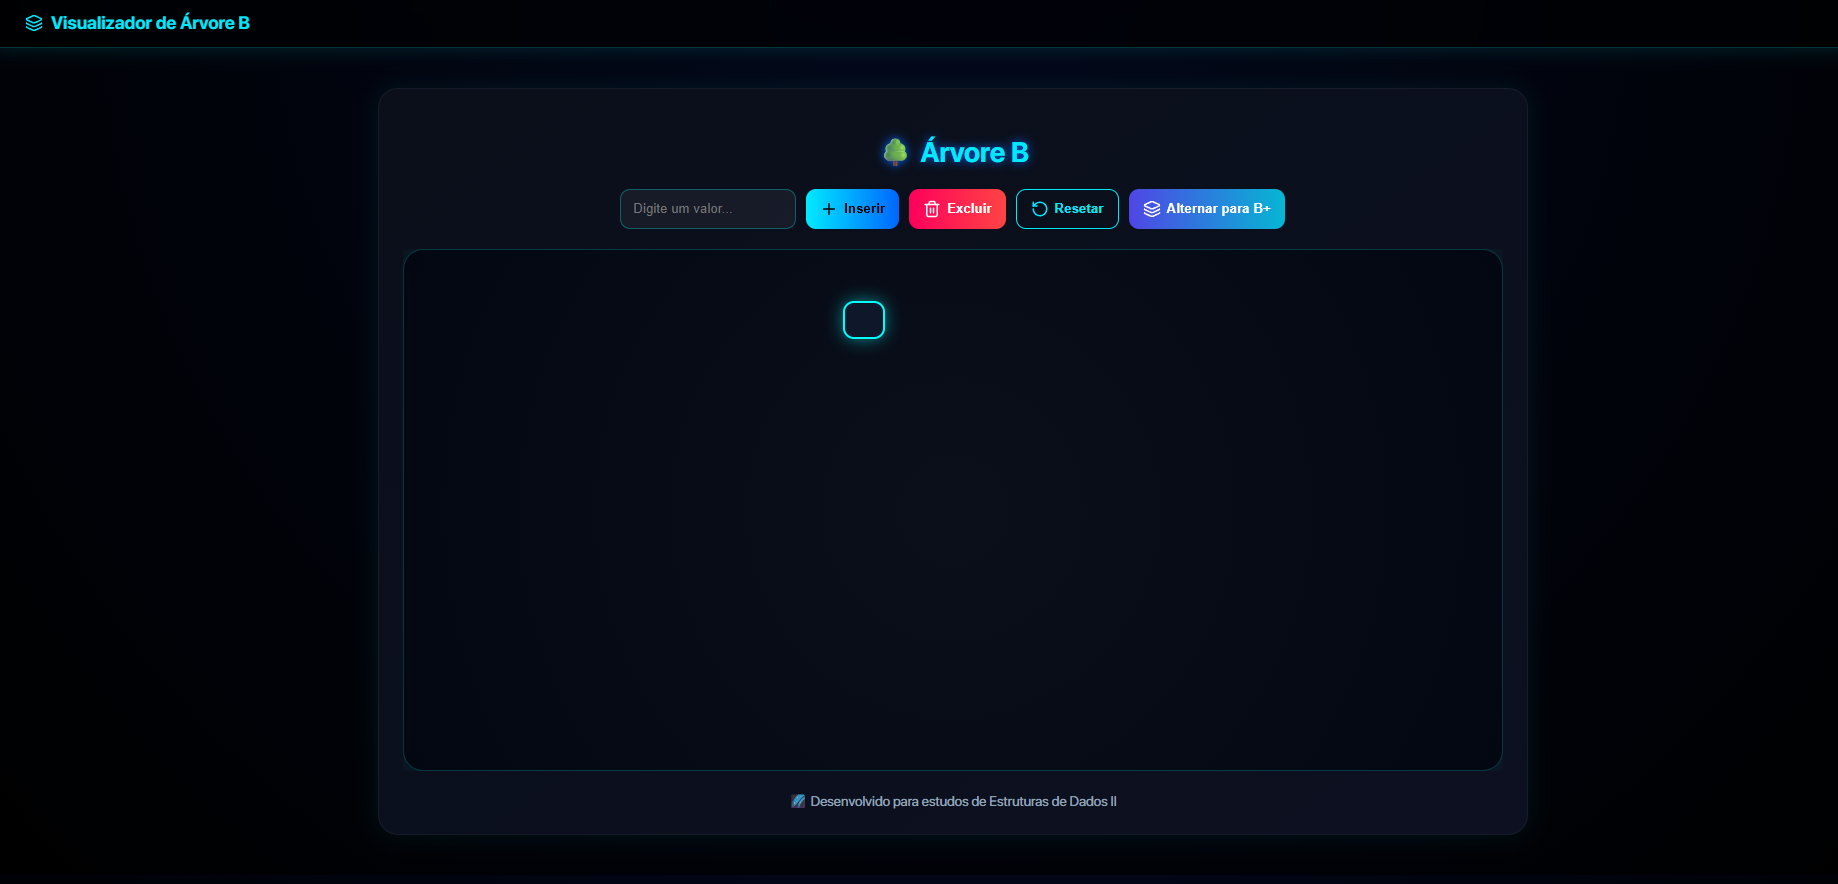 Visualizador de Árvore B
Árvore B
Digite um valor...
Inserir
Excluir
Resetar
Alternar para B+
Desenvolvido para estudos de Estruturas de Dados II